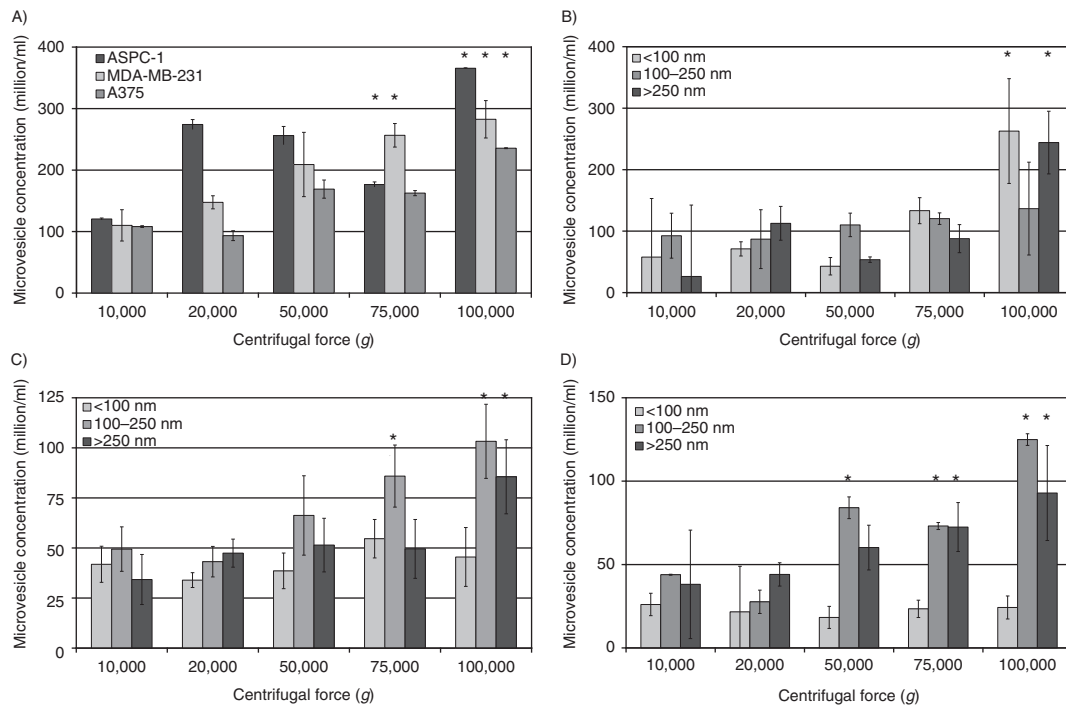 A)
Microvesicle concentration (million/ml)
400
300
200
100
0
ASPC-1
MDA-MB-231
A375
* * * * *
10,000 20,000 50,000 75,000 100,000
Centrifugal force (g)
B)
Microvesicle concentration (million/ml)
400
300
200
100
0
<100 nm
100–250 nm
>250 nm
* *
10,000 20,000 50,000 75,000 100,000
Centrifugal force (g)
C)
Microvesicle concentration (million/ml)
125
100
75
50
25
0
<100 nm
100–250 nm
>250 nm
* * *
10,000 20,000 50,000 75,000 100,000
Centrifugal force (g)
D)
Microvesicle concentration (million/ml)
150
100
50
0
<100 nm
100–250 nm
>250 nm
* * * * *
10,000 20,000 50,000 75,000 100,000
Centrifugal force (g)